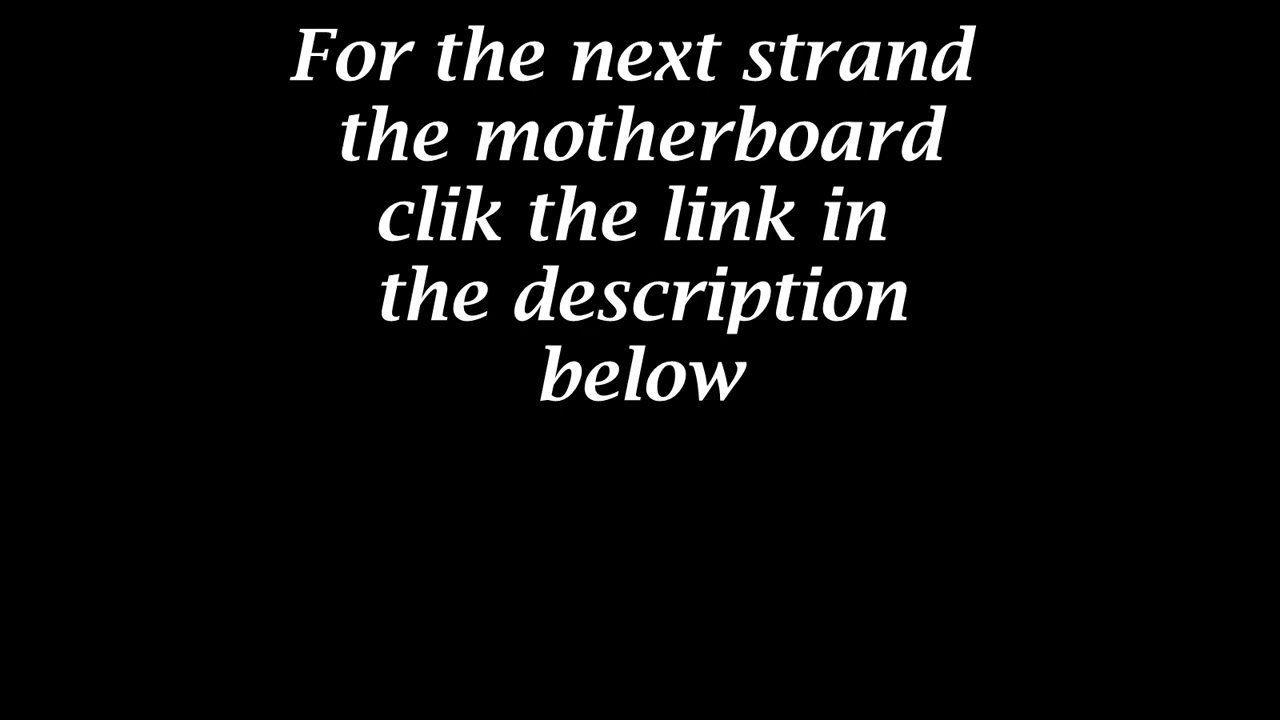 For the next strand
the motherboard
clik the link in
the description
below